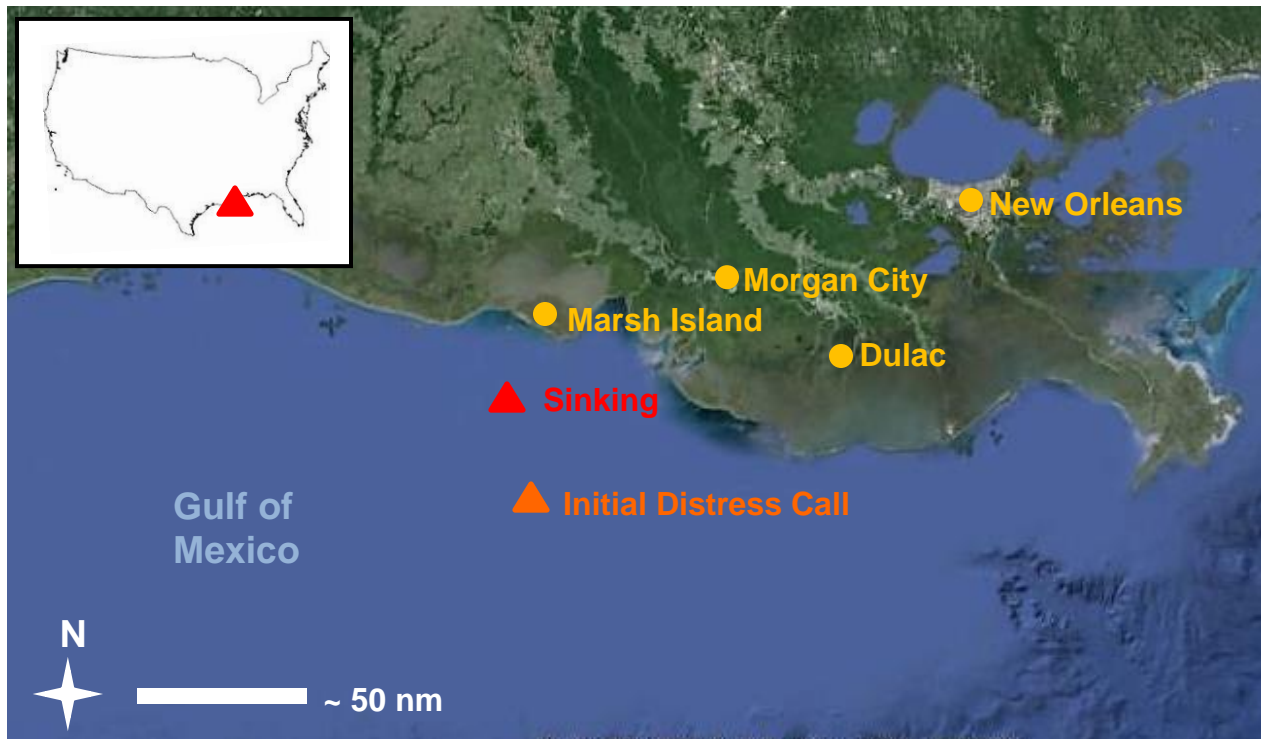 New Orleans
Morgan City
Marsh Island
Dulac
Sinking
Initial Distress Call
Gulf of
Mexico
N
~ 50 nm